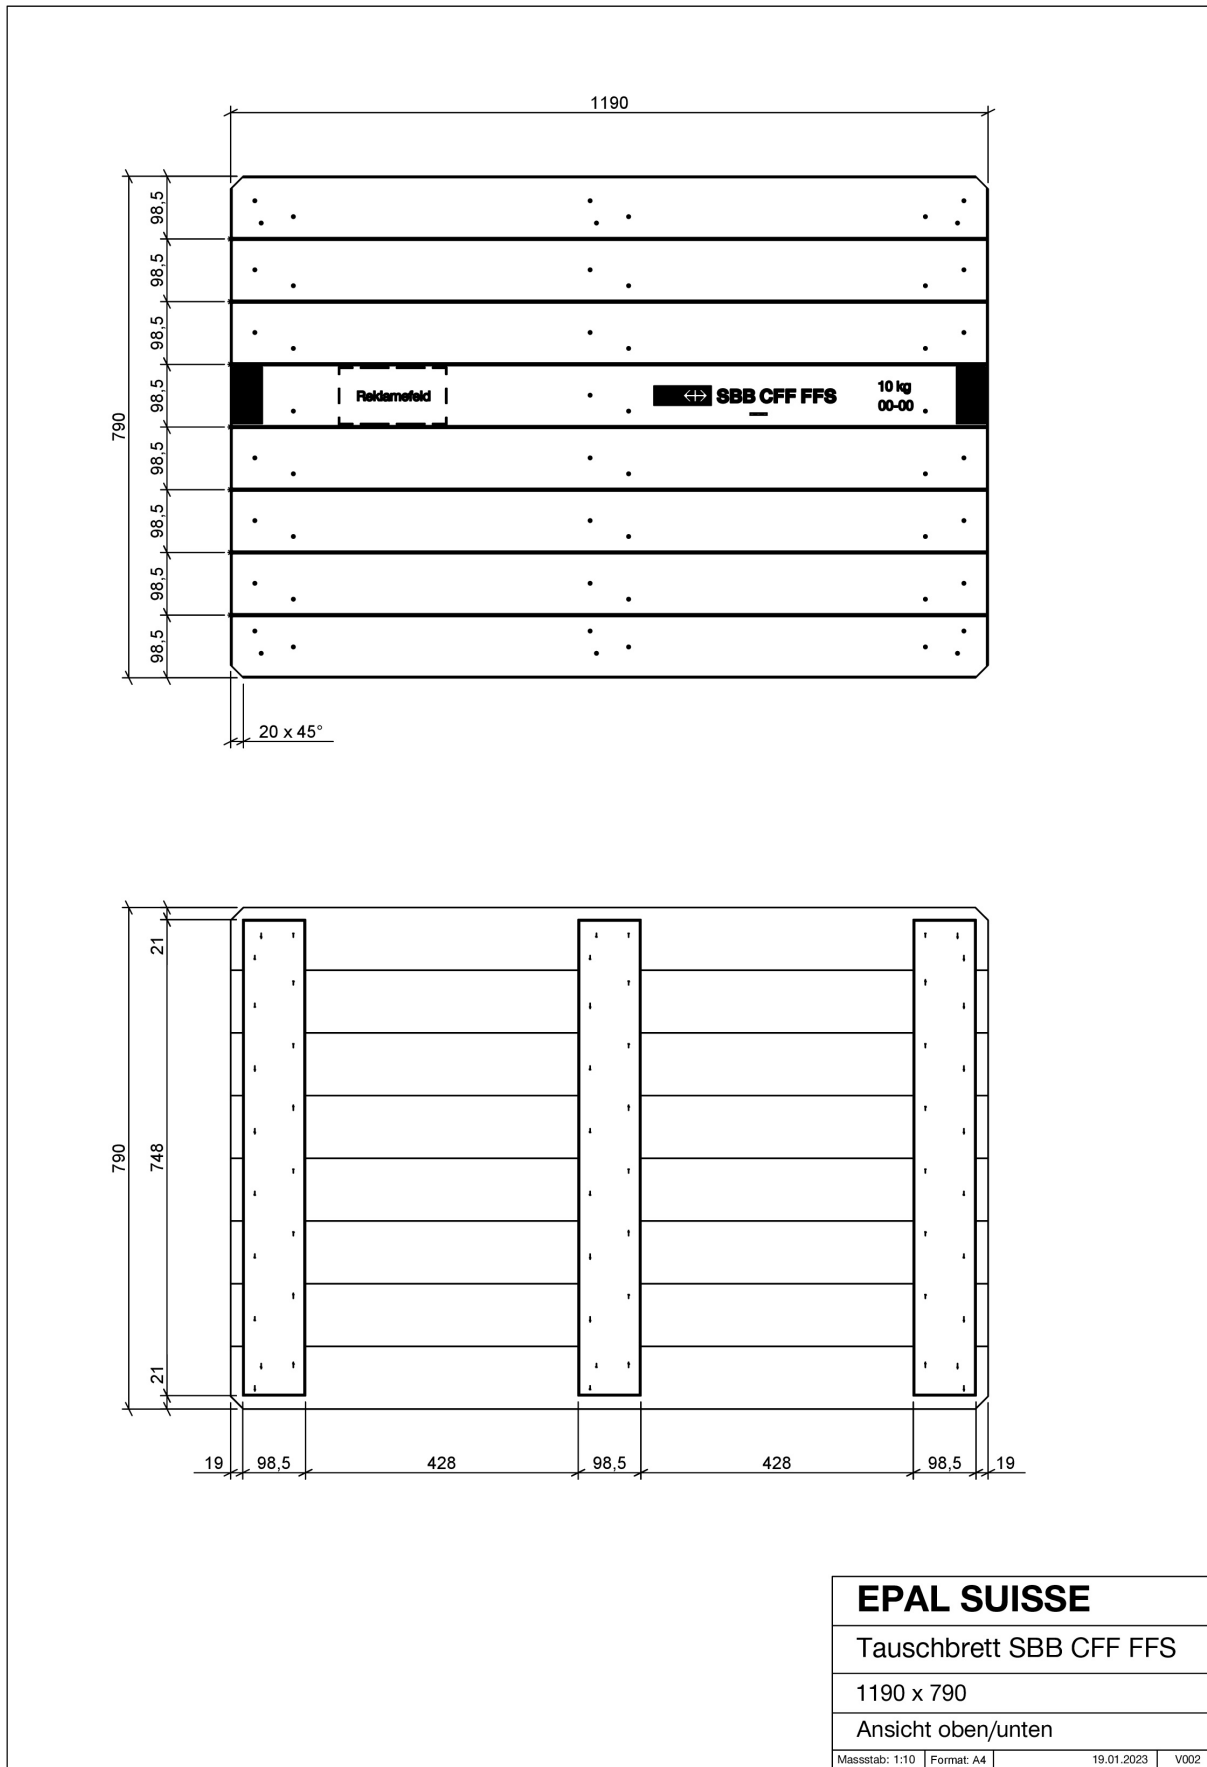 1190
790
98,5
98,5
98,5
98,5
98,5
98,5
98,5
98,5
Reklamefeld
SBB CFF FFS
10 kg
00-00
20 x 45°
790
21
748
21
19 98,5 428 98,5 428 98,5 19
EPAL SUISSE
Tauschbrett SBB CFF FFS
1190 x 790
Ansicht oben/unten
Massstab: 1:10 Format: A4 19.01.2023 V002